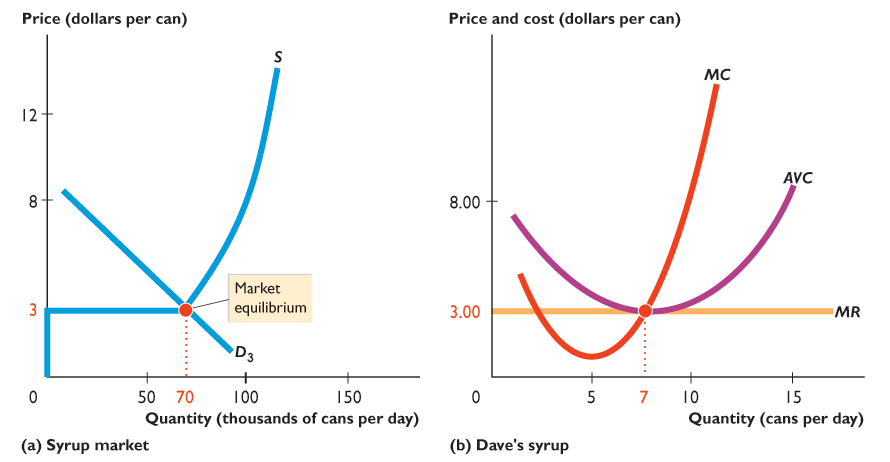 Price (dollars per can)
S
12
8
3
Market
equilibrium
D3
0
50
70
100
150
Quantity (thousands of cans per day)
(a) Syrup market
Price and cost (dollars per can)
MC
AVC
8.00
3.00
MR
0
5
7
10
15
Quantity (cans per day)
(b) Dave's syrup